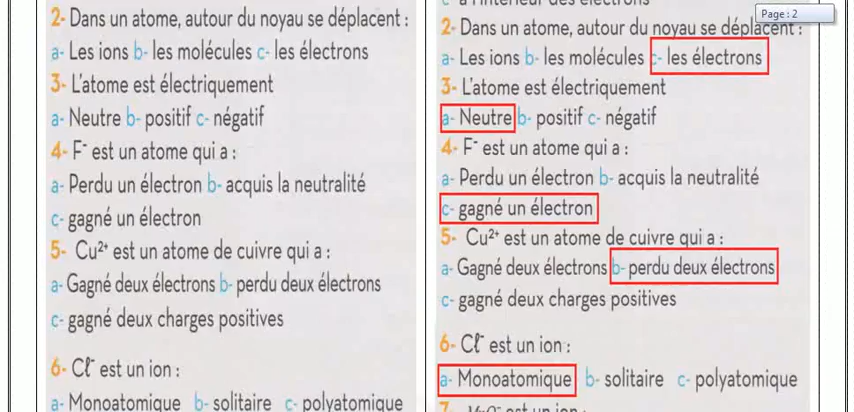 2- Dans un atome, autour du noyau se déplacent :
a- Les ions b- les molécules c- les électrons
3- L'atome est électriquement
a- Neutre b- positif c- négatif
4- F⁻ est un atome qui a :
a- Perdu un électron b- acquis la neutralité
c- gagné un électron
5- Cu²⁺ est un atome de cuivre qui a :
a- Gagné deux électrons b- perdu deux électrons
c- gagné deux charges positives
6- Cℓ⁻ est un ion :
a- Monoatomique b- solitaire c- polyatomique
c- à l'intérieur des électrons
Page : 2
2- Dans un atome, autour du noyau se déplacent :
a- Les ions b- les molécules c- les électrons
3- L'atome est électriquement
a- Neutre b- positif c- négatif
4- F⁻ est un atome qui a :
a- Perdu un électron b- acquis la neutralité
c- gagné un électron
5- Cu²⁺ est un atome de cuivre qui a :
a- Gagné deux électrons b- perdu deux électrons
c- gagné deux charges positives
6- Cℓ⁻ est un ion :
a- Monoatomique b- solitaire c- polyatomique
est un ion :